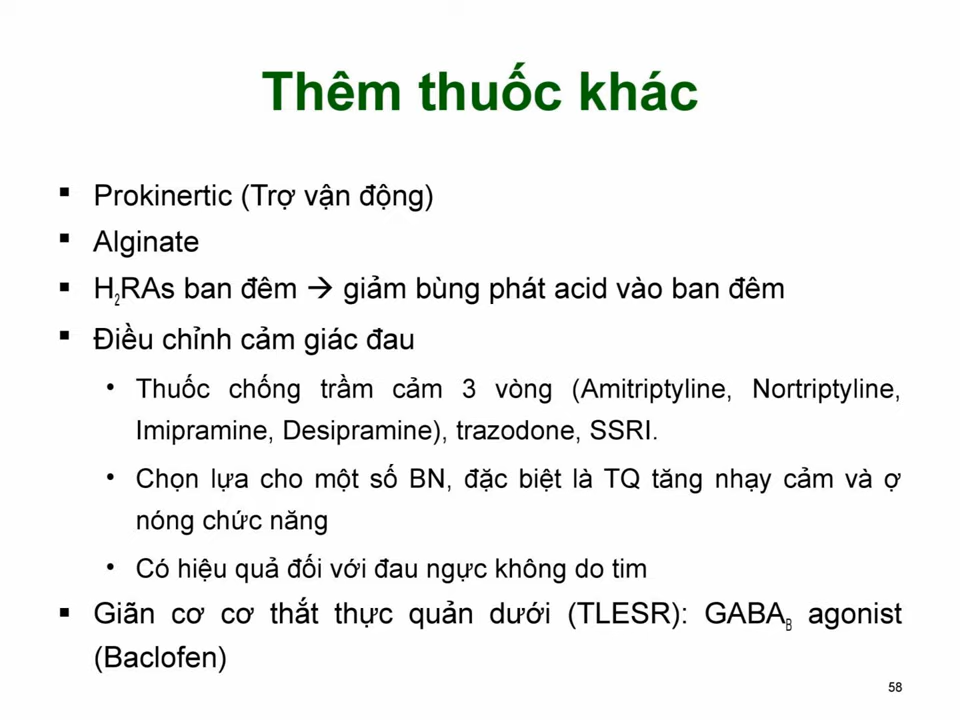 Thêm thuốc khác
▪ Prokinertic (Trợ vận động)
▪ Alginate
▪ H₂RAs ban đêm → giảm bùng phát acid vào ban đêm
▪ Điều chỉnh cảm giác đau
• Thuốc chống trầm cảm 3 vòng (Amitriptyline, Nortriptyline,
Imipramine, Desipramine), trazodone, SSRI.
• Chọn lựa cho một số BN, đặc biệt là TQ tăng nhạy cảm và ợ
nóng chức năng
• Có hiệu quả đối với đau ngực không do tim
▪ Giãn cơ cơ thắt thực quản dưới (TLESR): GABA_B agonist
(Baclofen)
58